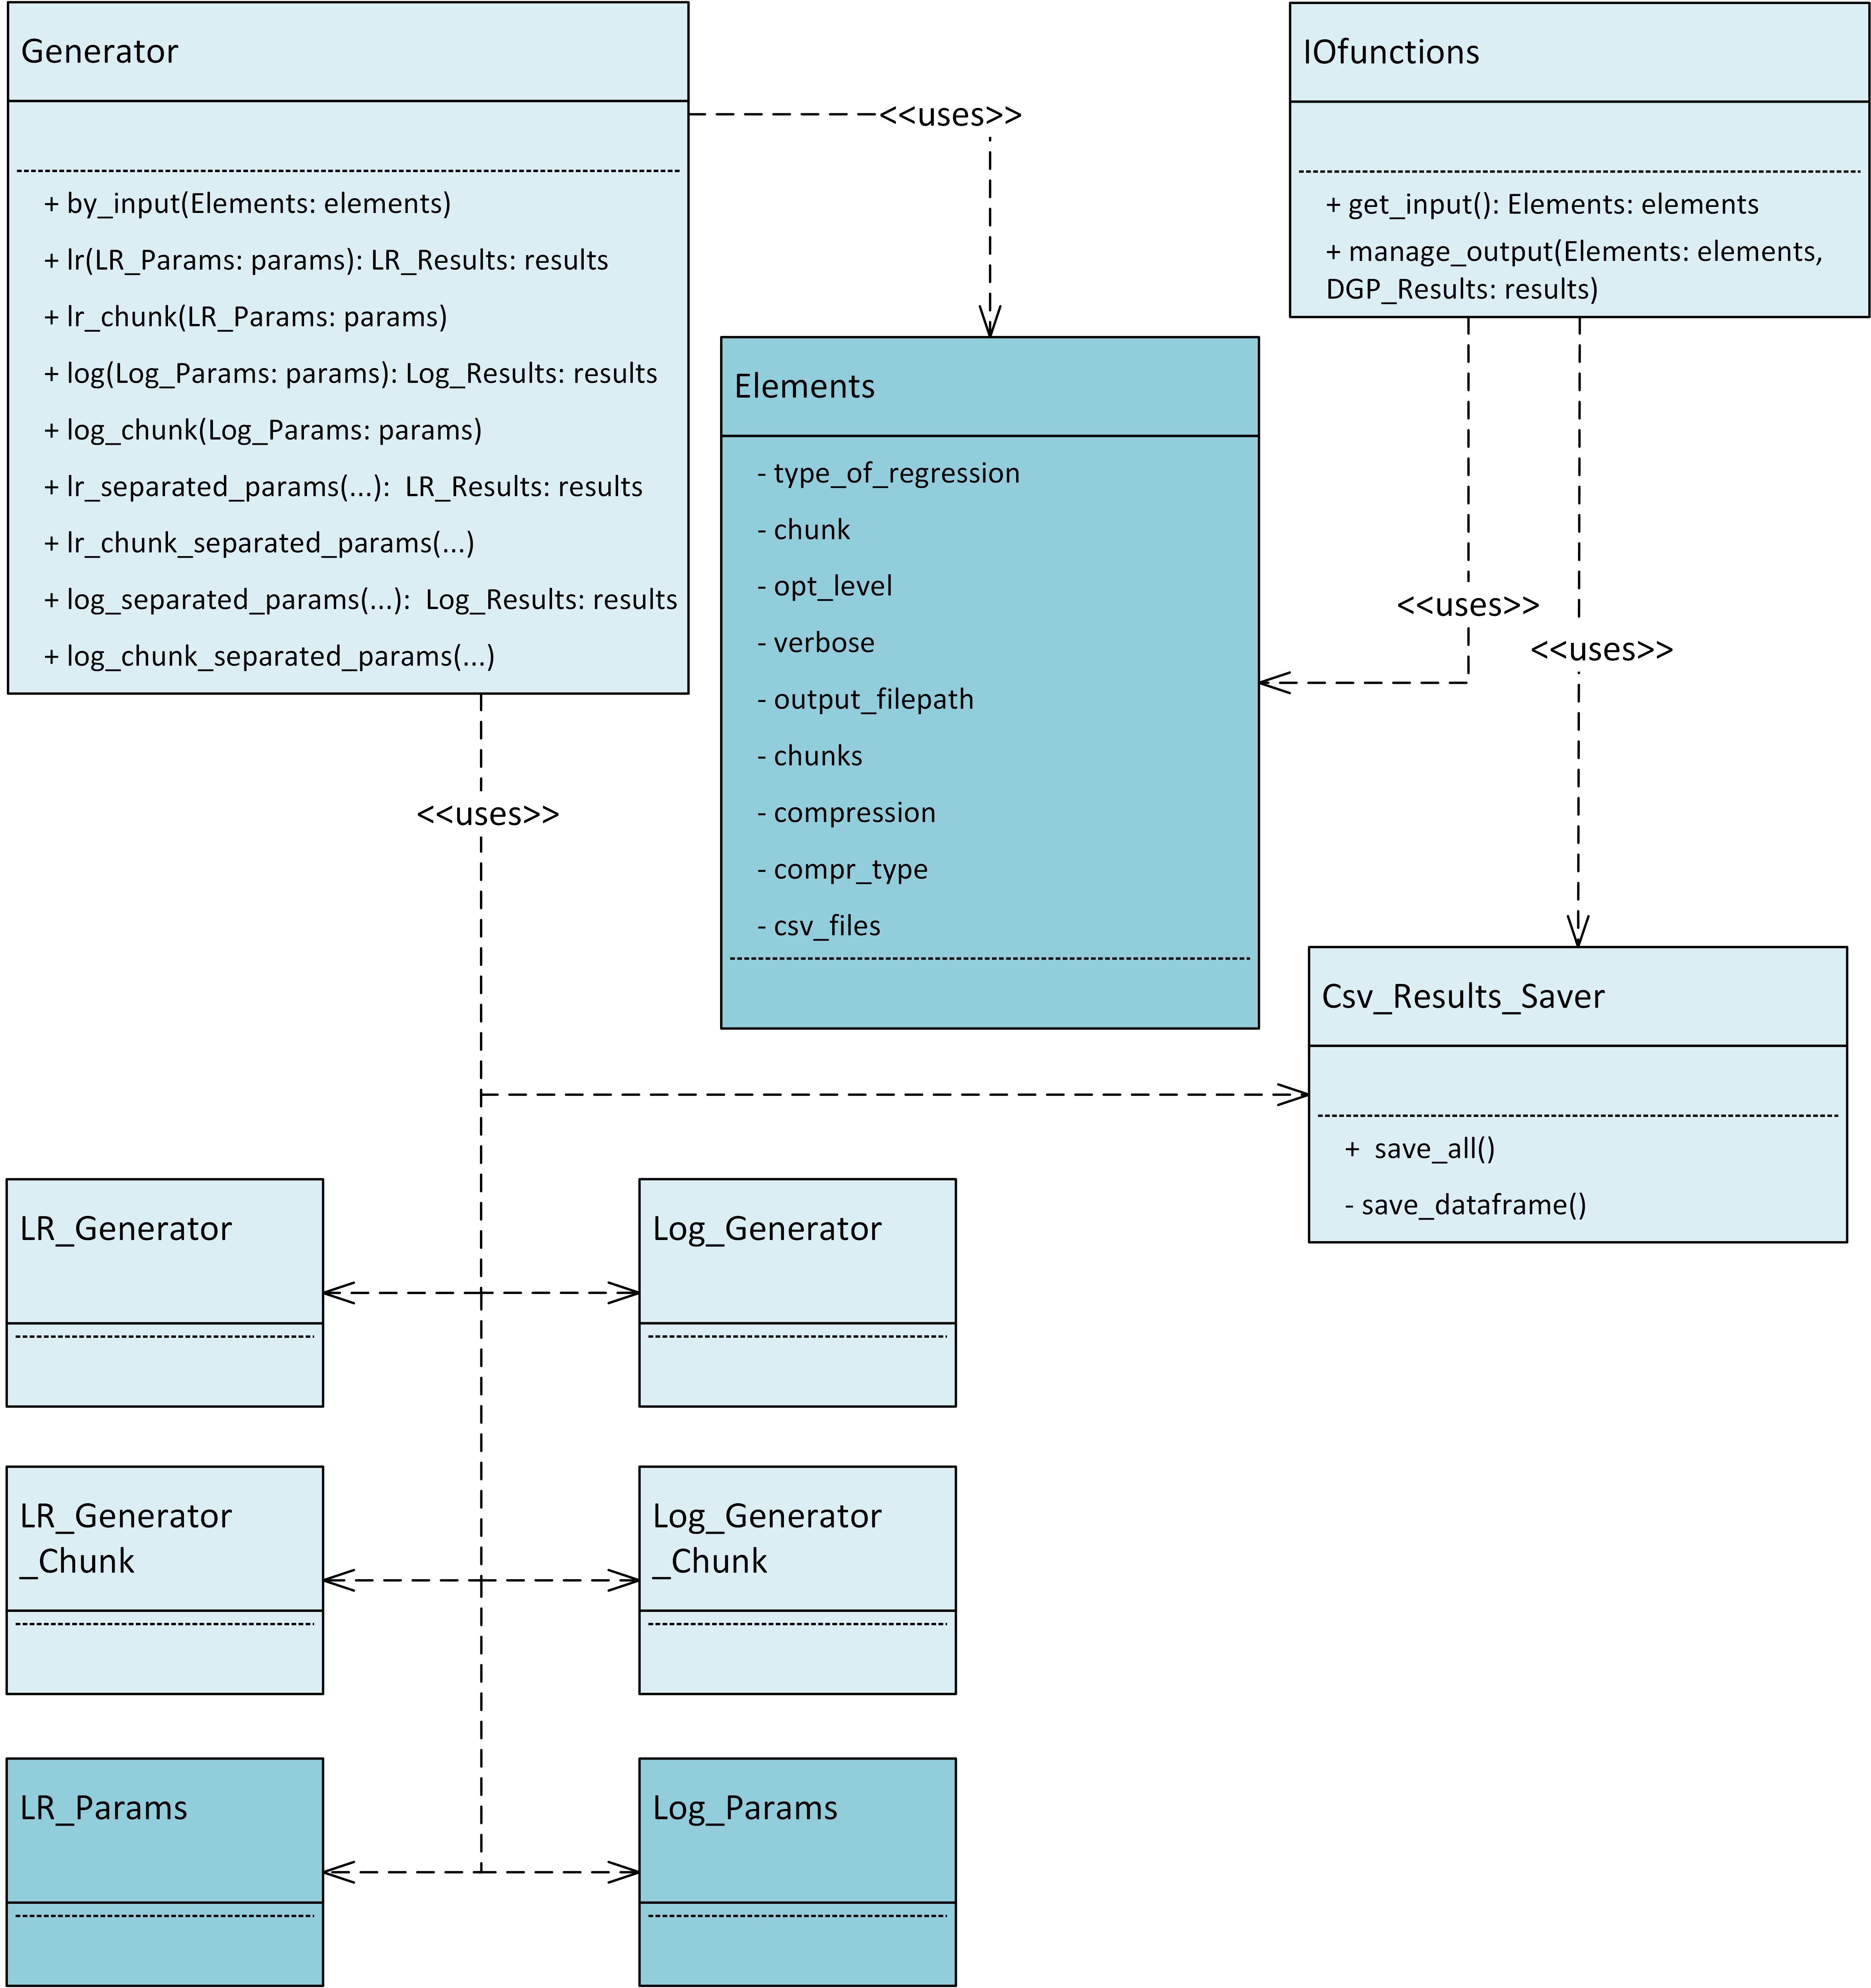 Generator
+ by_input(Elements: elements)
+ lr(LR_Params: params): LR_Results: results
+ lr_chunk(LR_Params: params)
+ log(Log_Params: params): Log_Results: results
+ log_chunk(Log_Params: params)
+ lr_separated_params(...):  LR_Results: results
+ lr_chunk_separated_params(...)
+ log_separated_params(...):  Log_Results: results
+ log_chunk_separated_params(...)
<<uses>>
IOfunctions
+ get_input(): Elements: elements
+ manage_output(Elements: elements,
DGP_Results: results)
Elements
- type_of_regression
- chunk
- opt_level
- verbose
- output_filepath
- chunks
- compression
- compr_type
- csv_files
<<uses>>
<<uses>>
<<uses>>
Csv_Results_Saver
+  save_all()
- save_dataframe()
LR_Generator
Log_Generator
LR_Generator
_Chunk
Log_Generator
_Chunk
LR_Params
Log_Params